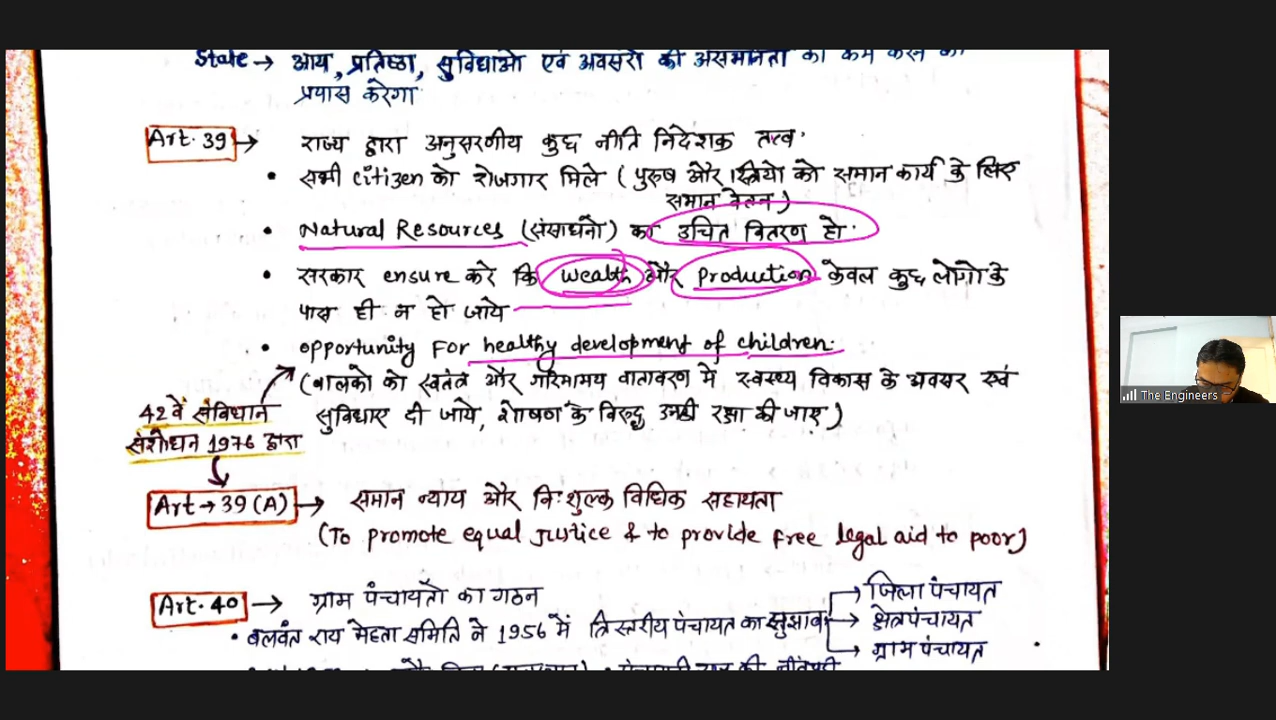 State → आय, प्रतिष्ठा, सुविधाओ एवं अवसरो की असमानता को कम करने का
प्रयास करेगा
Art. 39 → राज्य द्वारा अनुसरणीय कुछ नीति निदेशक तत्व.
• सभी citizen को रोजगार मिले ( पुरुष और स्त्रियो को समान कार्य के लिए
समान वेतन )
• Natural Resources (संसाधनो) का उचित वितरण हो.
• सरकार ensure करे कि wealth और production केवल कुछ लोगो के
पास ही न हो जाये
• opportunity for healthy development of children.
(बालको को स्वतंत्र और गरिमामय वातावरण मे स्वस्थ्य विकास के अवसर एवं
सुविधाए दी जाये, शोषण के विरुद्ध उनकी रक्षा की जाए)
42वें संविधान
संशोधन 1976 द्वारा
Art → 39 (A) → समान न्याय और निःशुल्क विधिक सहायता
(To promote equal justice & to provide free legal aid to poor)
Art. 40 → ग्राम पंचायतों का गठन
• बलवंत राय मेहता समिति ने 1956 में त्रिस्तरीय पंचायत का सुझाव
→ जिला पंचायत
→ क्षेत्र पंचायत
→ ग्राम पंचायत
The Engineers